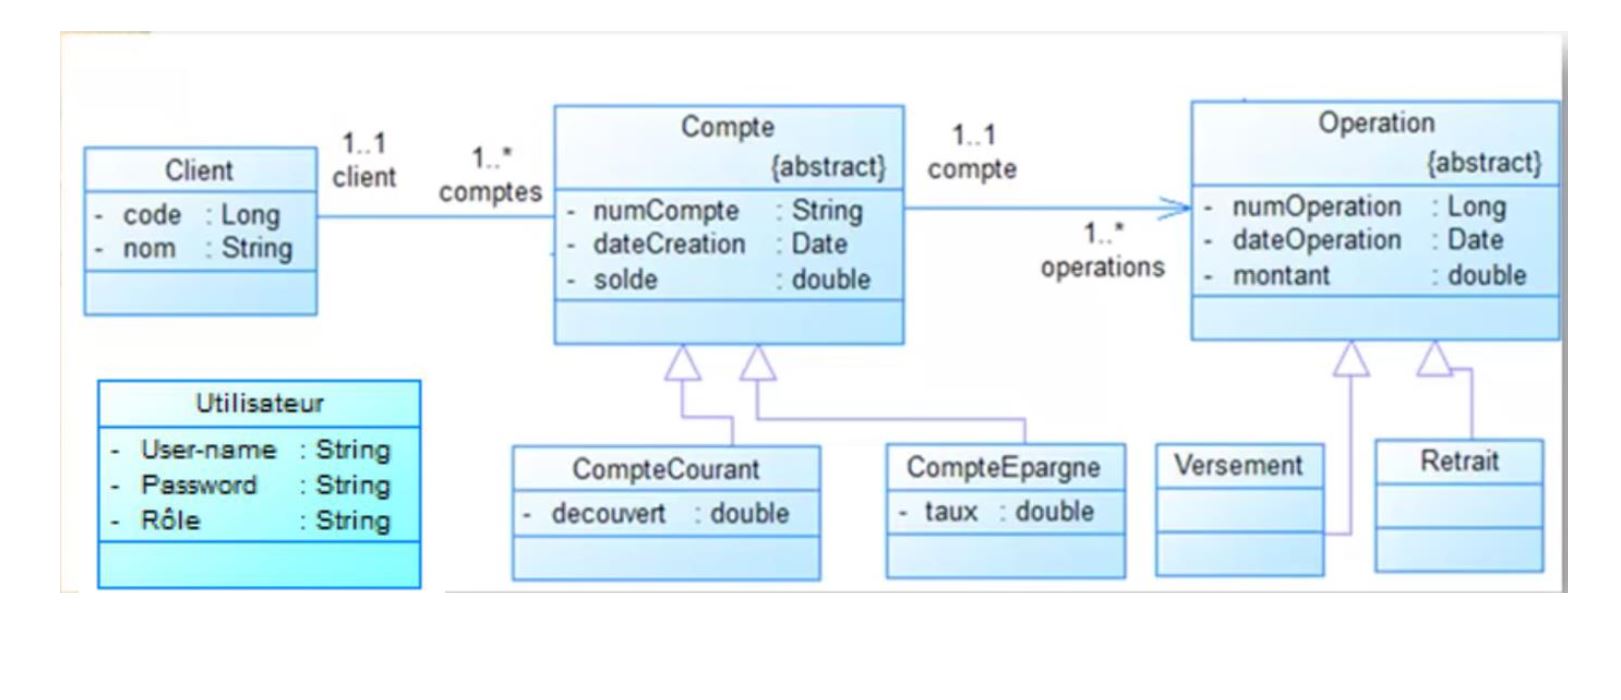 Client
- code : Long
- nom : String
1..1
client
1..*
comptes
Compte
{abstract}
- numCompte : String
- dateCreation : Date
- solde : double
1..1
compte
1..*
operations
Operation
{abstract}
- numOperation : Long
- dateOperation : Date
- montant : double
Utilisateur
- User-name : String
- Password : String
- Rôle : String
CompteCourant
- decouvert : double
CompteEpargne
- taux : double
Versement
Retrait